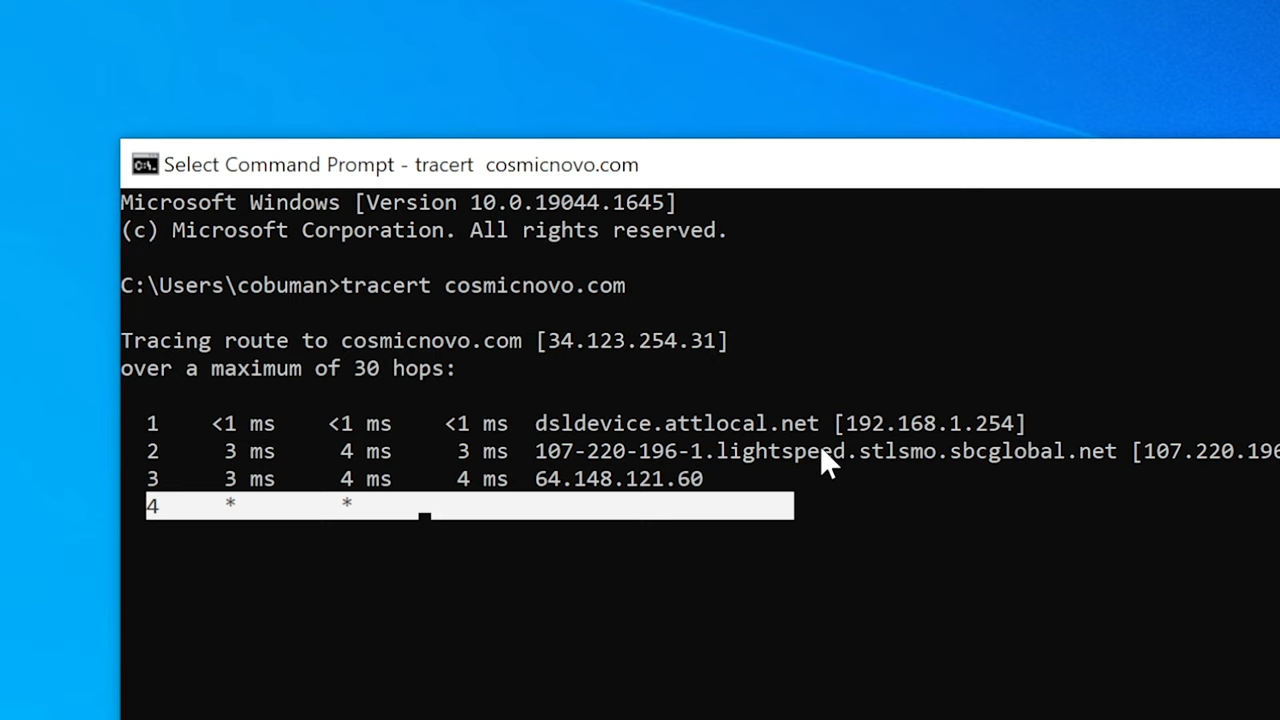 Select Command Prompt - tracert cosmicnovo.com
Microsoft Windows [Version 10.0.19044.1645]
(c) Microsoft Corporation. All rights reserved.
C:\Users\cobuman>tracert cosmicnovo.com
Tracing route to cosmicnovo.com [34.123.254.31]
over a maximum of 30 hops:
1 <1 ms <1 ms <1 ms dsldevice.attlocal.net [192.168.1.254]
2 3 ms 4 ms 3 ms 107-220-196-1.lightspeed.stlsmo.sbcglobal.net [107.220.196
3 3 ms 4 ms 4 ms 64.148.121.60
4 * *